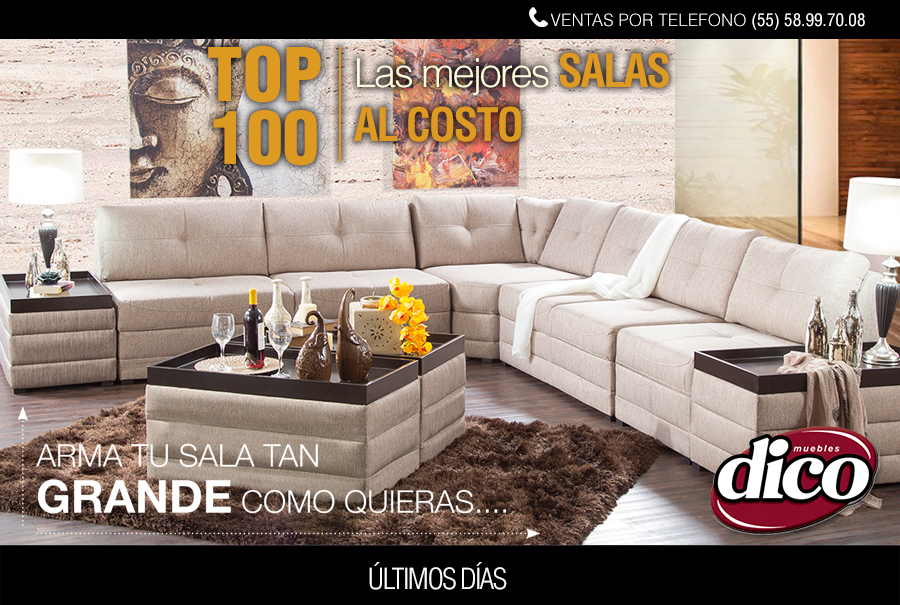 VENTAS POR TELEFONO (55) 58.99.70.08
TOP 100
Las mejores SALAS
AL COSTO
ARMA TU SALA TAN
GRANDE COMO QUIERAS....
muebles
dico
ÚLTIMOS DÍAS